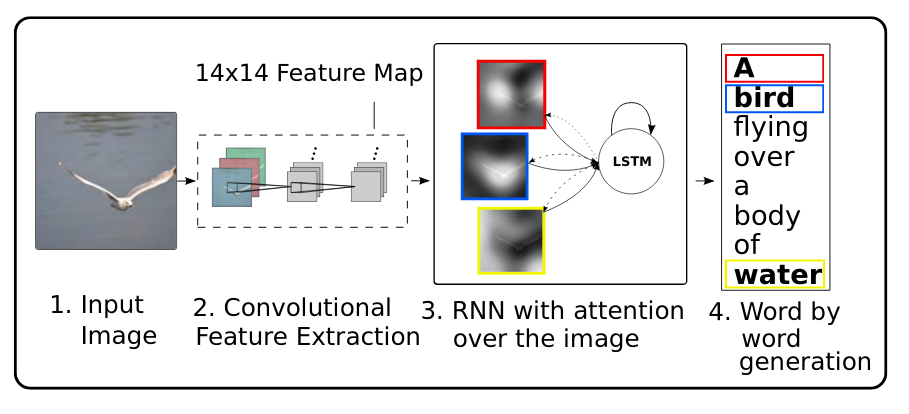 14x14 Feature Map
LSTM
A
bird
flying
over
a
body
of
water
1. Input
Image
2. Convolutional
Feature Extraction
3. RNN with attention
over the image
4. Word by
word
generation